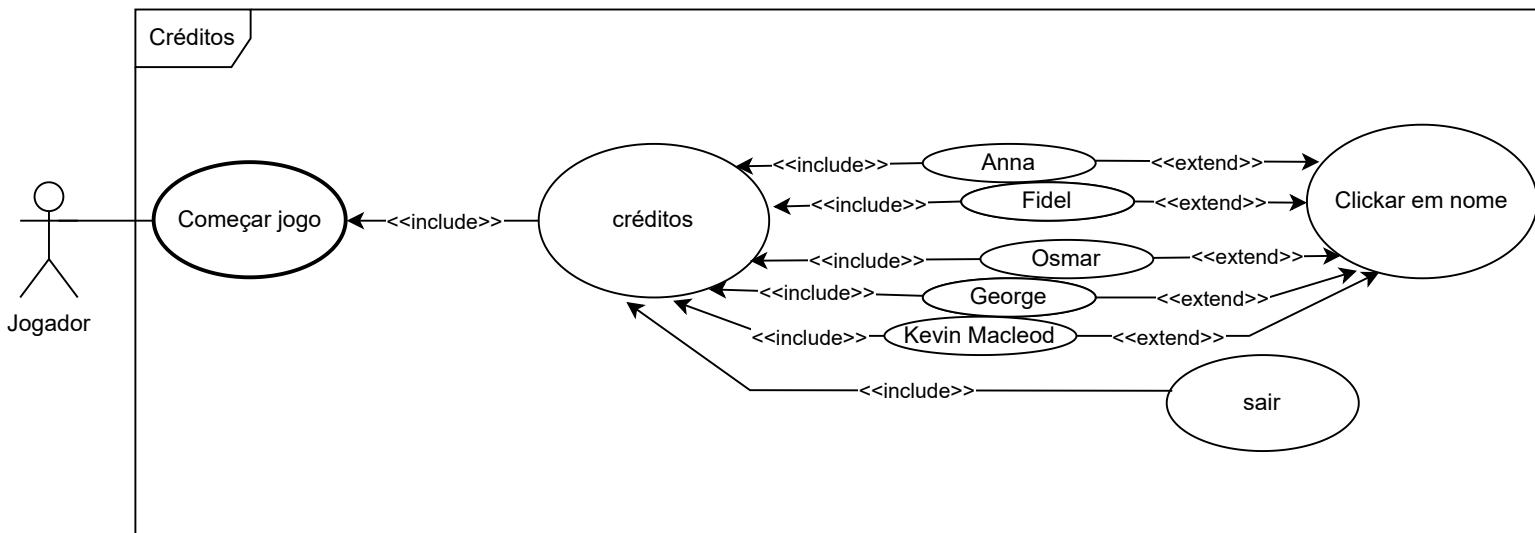 Créditos
Jogador
Começar jogo
<<include>>
créditos
<<include>>
Anna
<<extend>>
<<include>>
Fidel
<<extend>>
Clickar em nome
<<include>>
Osmar
<<extend>>
<<include>>
George
<<extend>>
<<include>>
Kevin Macleod
<<extend>>
<<include>>
sair